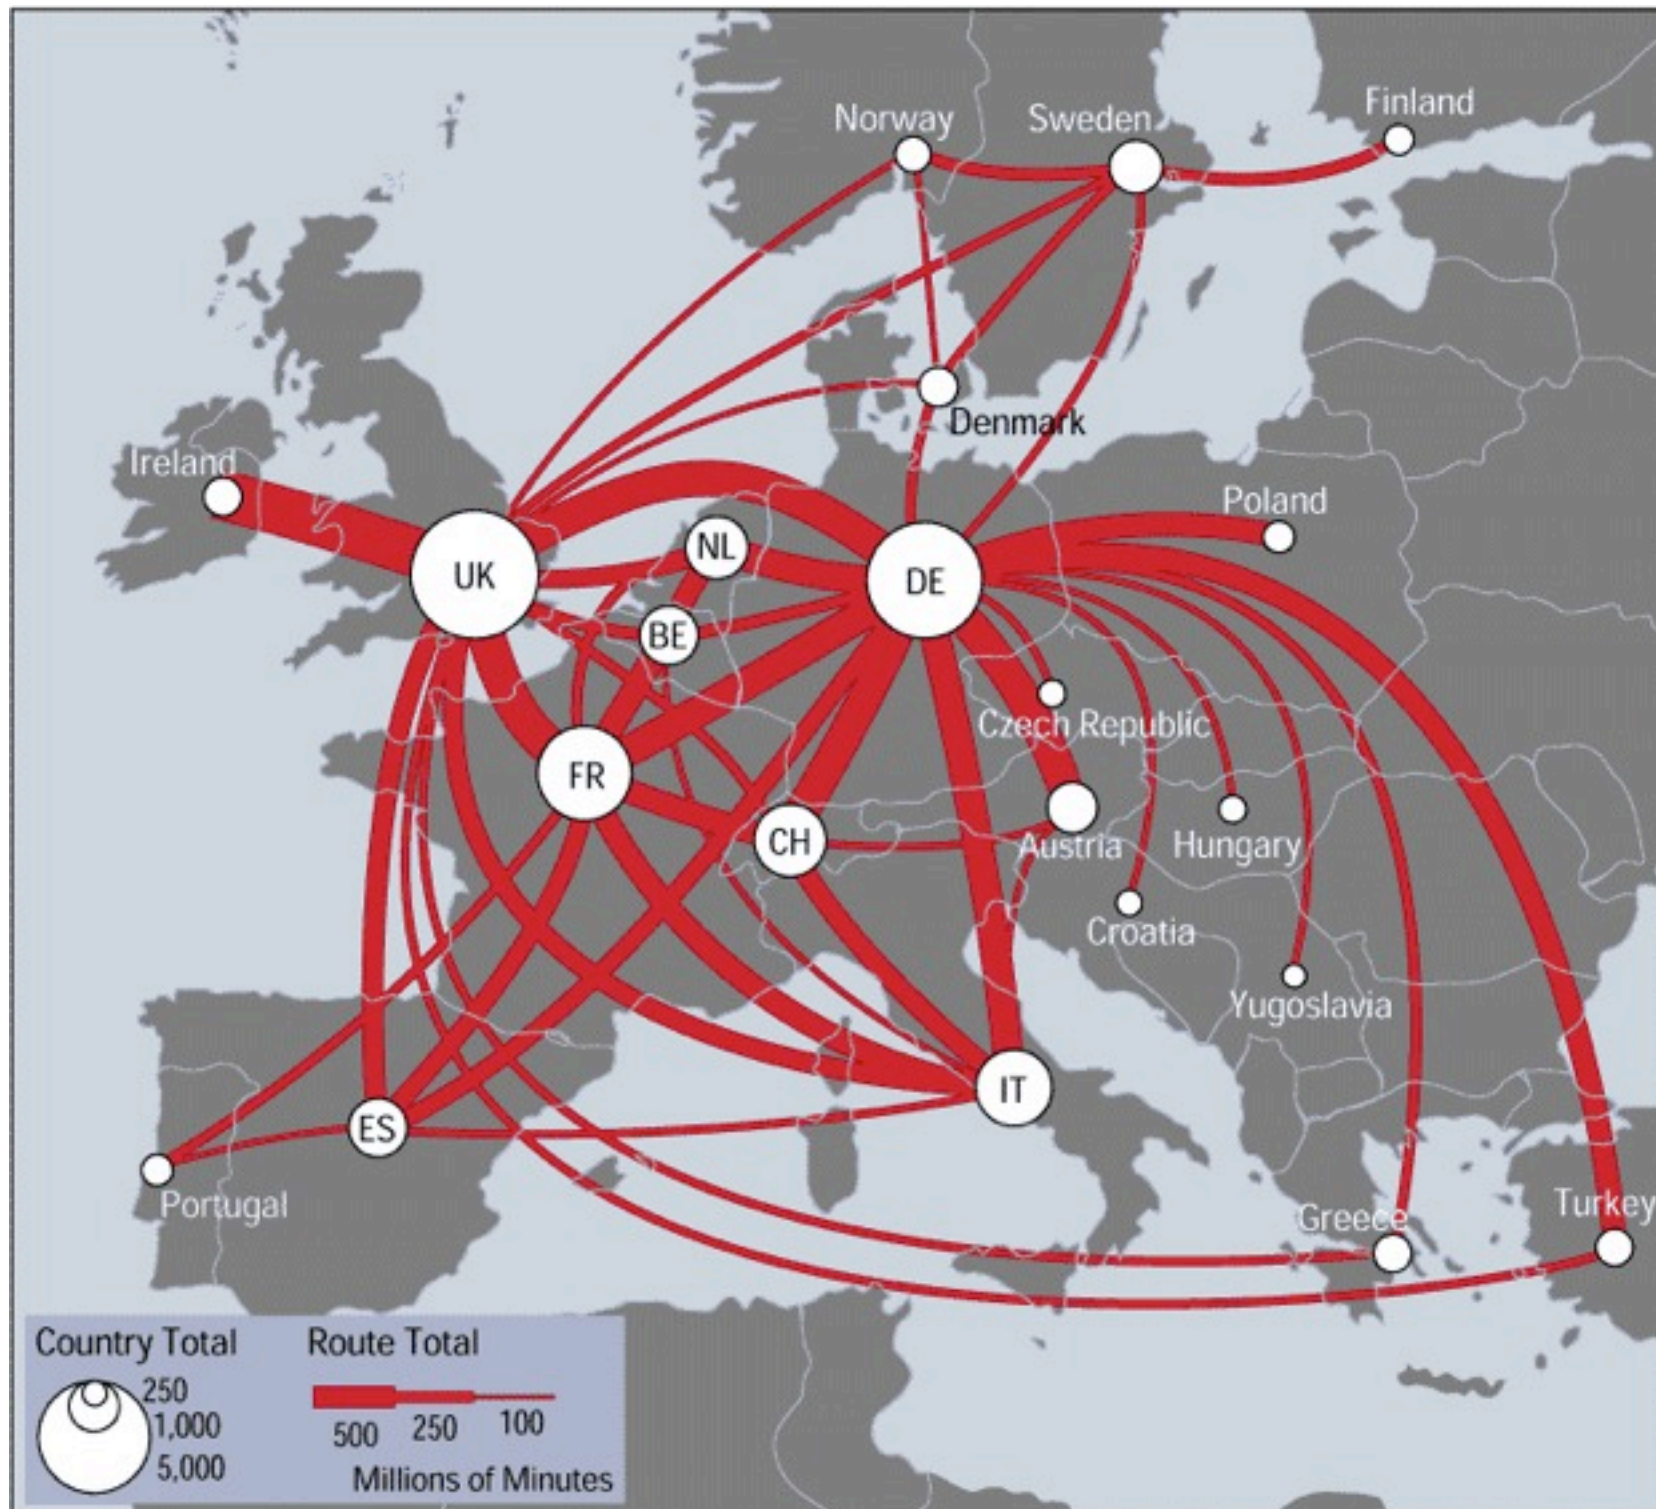 Norway
Sweden
Finland
Denmark
Ireland
Poland
UK
NL
DE
BE
Czech Republic
FR
CH
Austria
Hungary
Croatia
Yugoslavia
IT
ES
Portugal
Greece
Turkey
Country Total
250
1,000
5,000
Route Total
500 250 100
Millions of Minutes